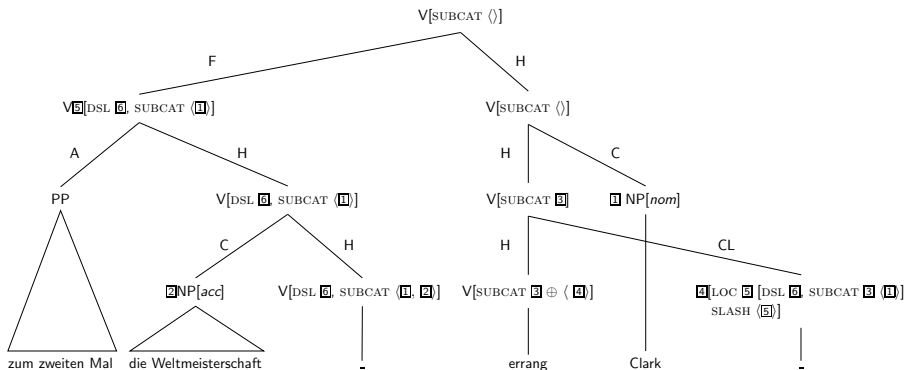 V[SUBCAT ⟨⟩]
F H
V5[DSL 6, SUBCAT ⟨1⟩] V[SUBCAT ⟨⟩]
A H H C
PP V[DSL 6, SUBCAT ⟨1⟩] V[SUBCAT 3] 1 NP[nom]
C H H CL
2NP[acc] V[DSL 6, SUBCAT ⟨1, 2⟩] V[SUBCAT 3 ⊕ ⟨ 4⟩] 4[LOC 5 [DSL 6, SUBCAT 3 ⟨1⟩]
SLASH ⟨5⟩]
zum zweiten Mal die Weltmeisterschaft - errang Clark -